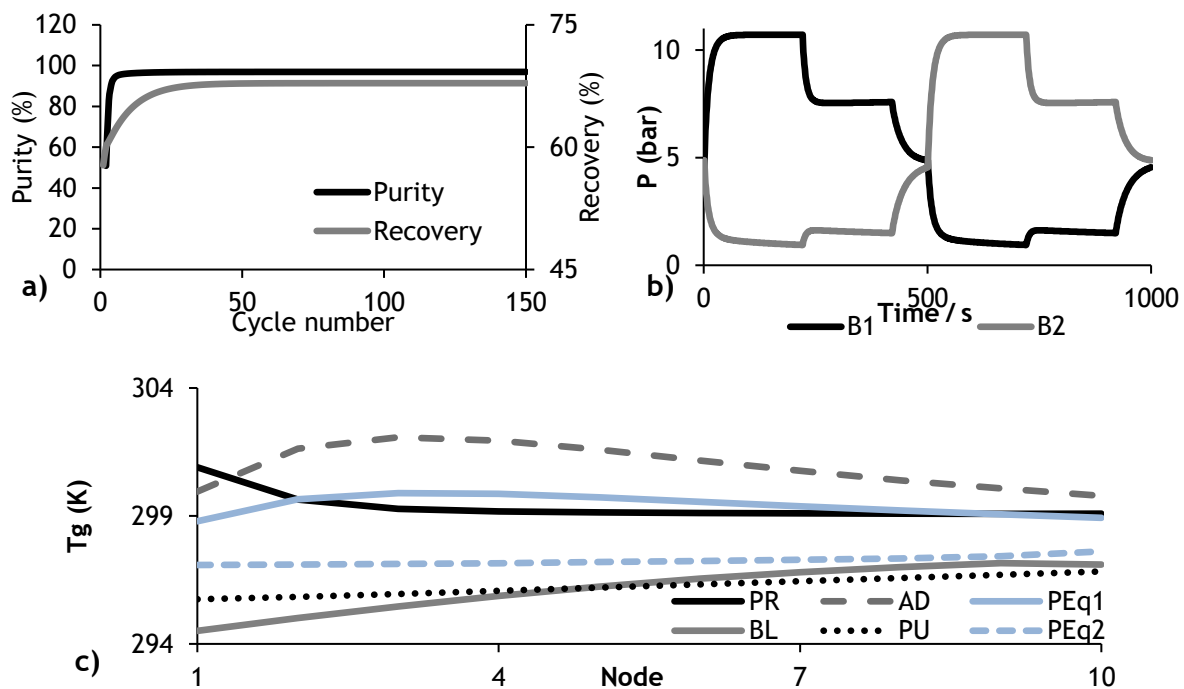 120
100
80
60
40
20
0
Purity (%)
75
60
45
Recovery (%)
Purity
Recovery
0 50 100 150
Cycle number
a)
10
5
0
P (bar)
0 500 1000
Time / s
B1 B2
b)
304
299
294
Tg (K)
PR AD PEq1
BL PU PEq2
1 4 7 10
Node
c)